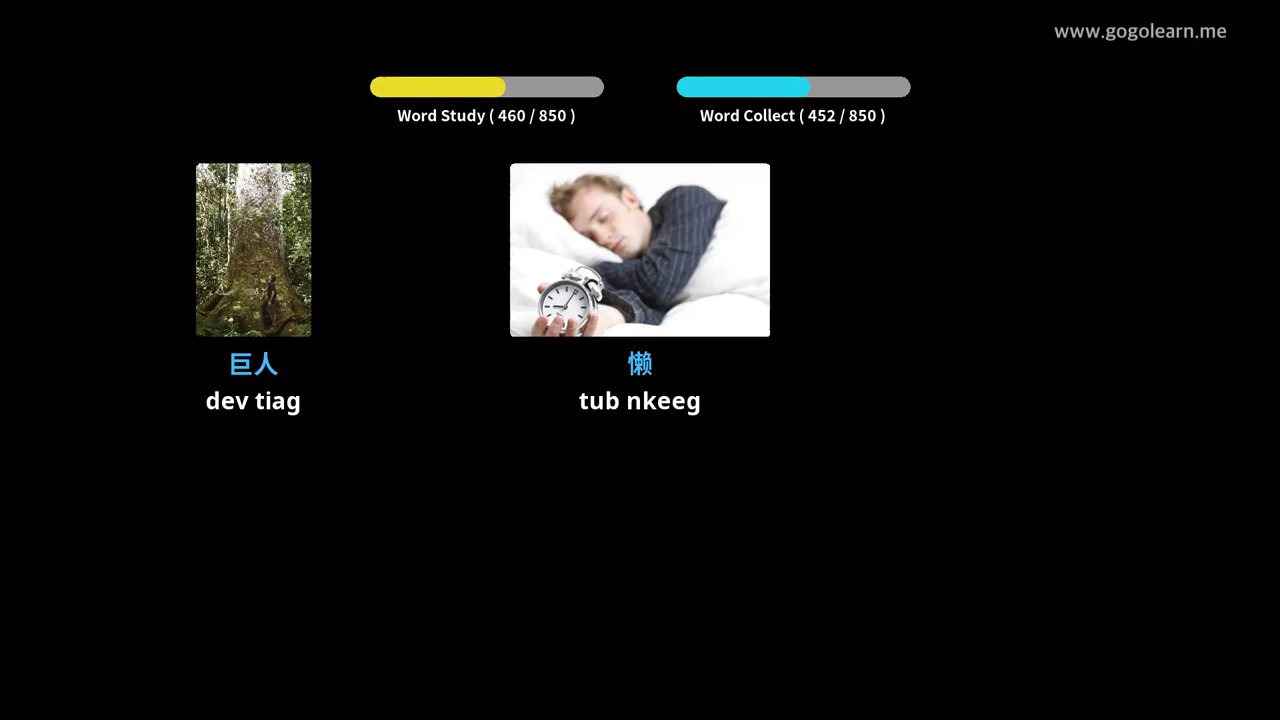 www.gogolearn.me
Word Study ( 460 / 850 )
Word Collect ( 452 / 850 )
巨人
dev tiag
懒
tub nkeeg